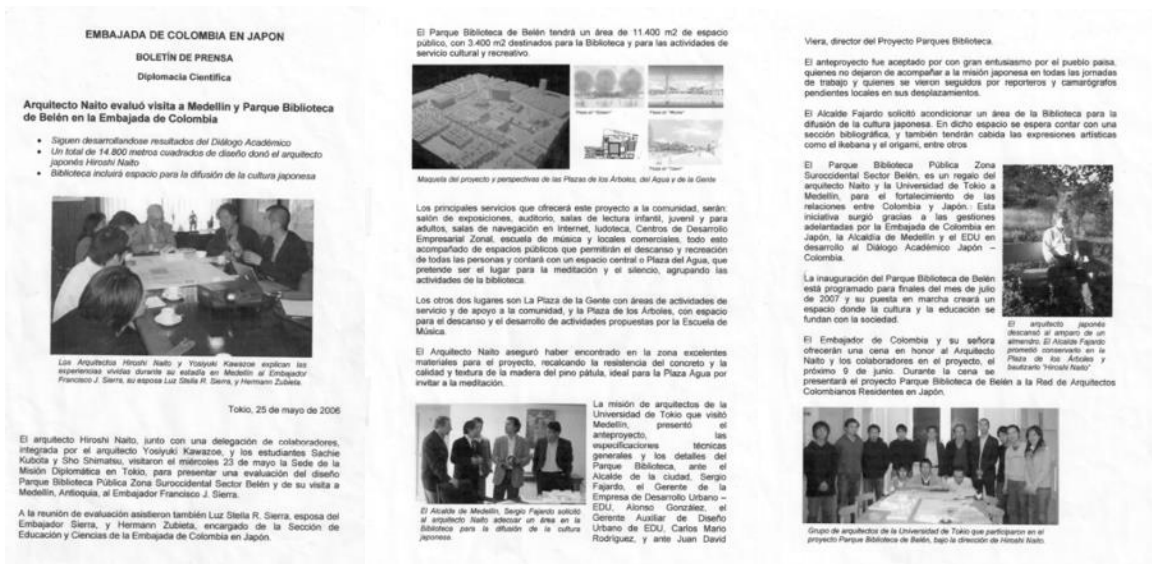 EMBAJADA DE COLOMBIA EN JAPON
BOLETÍN DE PRENSA
Diplomacia Científica
Arquitecto Naito evaluó visita a Medellín y Parque Biblioteca
de Belén en la Embajada de Colombia
• Siguen desarrollandose resultados del Diálogo Académico
• Un total de 14.800 metros cuadrados de diseño donó el arquitecto
japonés Hiroshi Naito
• Biblioteca incluirá espacio para la difusión de la cultura japonesa
Los Arquitectos Hiroshi Naito y Yosiyuki Kawazoe explican las
experiencias vividas durante su estadía en Medellín al Embajador
Francisco J. Sierra, su esposa Luz Stella R. Sierra, y Hermann Zubieta.
Tokio, 25 de mayo de 2006
El arquitecto Hiroshi Naito, junto con una delegación de colaboradores,
integrada por el arquitecto Yosiyuki Kawazoe, y los estudiantes Sachie
Kubota y Sho Shimatsu, visitaron el miércoles 23 de mayo la Sede de la
Misión Diplomática en Tokio, para presentar una evaluación del diseño
Parque Biblioteca Pública Zona Suroccidental Sector Belén y de su visita a
Medellín, Antioquia, al Embajador Francisco J. Sierra.
A la reunión de evaluación asistieron también Luz Stella R. Sierra, esposa del
Embajador Sierra, y Hermann Zubieta, encargado de la Sección de
Educación y Ciencias de la Embajada de Colombia en Japón.
El Parque Biblioteca de Belén tendrá un área de 11.400 m2 de espacio
público, con 3.400 m2 destinados para la Biblioteca y para las actividades de
servicio cultural y recreativo.
Maqueta del proyecto y perspectivas de las Plazas de los Árboles, del Agua y de la Gente
Los principales servicios que ofrecerá este proyecto a la comunidad, serán:
salón de exposiciones, auditorio, salas de lectura infantil, juvenil y para
adultos, salas de navegación en Internet, ludoteca, Centros de Desarrollo
Empresarial Zonal, escuela de música y locales comerciales, todo esto
acompañado de espacios públicos que permitirán el descanso y recreación
de todas las personas y contará con un espacio central o Plaza del Agua, que
pretende ser el lugar para la meditación y el silencio, agrupando las
actividades de la biblioteca.
Los otros dos lugares son La Plaza de la Gente con áreas de actividades de
servicio y de apoyo a la comunidad, y la Plaza de los Árboles, con espacio
para el descanso y el desarrollo de actividades propuestas por la Escuela de
Música.
El Arquitecto Naito aseguró haber encontrado en la zona excelentes
materiales para el proyecto, recalcando la resistencia del concreto y la
calidad y textura de la madera del pino pátula, ideal para la Plaza Agua por
invitar a la meditación.
El Alcalde de Medellín, Sergio Fajardo solicitó
al arquitecto Naito adecuar un área en la
Biblioteca para la difusión de la cultura
japonesa.
La misión de arquitectos de la
Universidad de Tokio que visitó
Medellín, presentó el
anteproyecto, las
especificaciones técnicas
generales y los detalles del
Parque Biblioteca, ante el
Alcalde de la ciudad, Sergio
Fajardo, el Gerente de la
Empresa de Desarrollo Urbano –
EDU, Alonso González, el
Gerente Auxiliar de Diseño
Urbano de EDU, Carlos Mario
Rodríguez, y ante Juan David
Viera, director del Proyecto Parques Biblioteca.
El anteproyecto fue aceptado por con gran entusiasmo por el pueblo paisa,
quienes no dejaron de acompañar a la misión japonesa en todas las jornadas
de trabajo y quienes se vieron seguidos por reporteros y camarógrafos
pendientes locales en sus desplazamientos.
El Alcalde Fajardo solicitó acondicionar un área de la Biblioteca para la
difusión de la cultura japonesa. En dicho espacio se espera contar con una
sección bibliográfica, y también tendrán cabida las expresiones artísticas
como el ikebana y el origami, entre otros
El Parque Biblioteca Pública Zona
Suroccidental Sector Belén, es un regalo del
arquitecto Naito y la Universidad de Tokio a
Medellín, para el fortalecimiento de las
relaciones entre Colombia y Japón.. Esta
iniciativa surgió gracias a las gestiones
adelantadas por la Embajada de Colombia en
Japón, la Alcaldía de Medellín y el EDU en
desarrollo al Diálogo Académico Japón –
Colombia.
La inauguración del Parque Biblioteca de Belén
está programado para finales del mes de julio
de 2007 y su puesta en marcha creará un
espacio donde la cultura y la educación se
fundan con la sociedad.
El arquitecto japonés
descansó al amparo de un
almendro. El Alcalde Fajardo
prometió conservarlo en la
Plaza de los Árboles y
bautizarlo "Hiroshi Naito"
El Embajador de Colombia y su señora
ofrecerán una cena en honor al Arquitecto
Naito y los colaboradores en el proyecto, el
próximo 9 de junio. Durante la cena se
presentará el proyecto Parque Biblioteca de Belén a la Red de Arquitectos
Colombianos Residentes en Japón.
Grupo de arquitectos de la Universidad de Tokio que participaron en el
proyecto Parque Biblioteca de Belén, bajo la dirección de Hiroshi Naito.